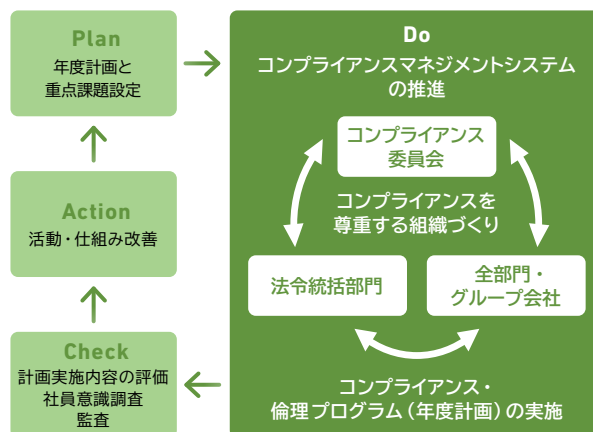 Plan
年度計画と
重点課題設定
Do
コンプライアンスマネジメントシステム
の推進
コンプライアンス
委員会
コンプライアンスを
尊重する組織づくり
法令統括部門
全部門・
グループ会社
コンプライアンス・
倫理プログラム（年度計画）の実施
Check
計画実施内容の評価
社員意識調査
監査
Action
活動・仕組み改善